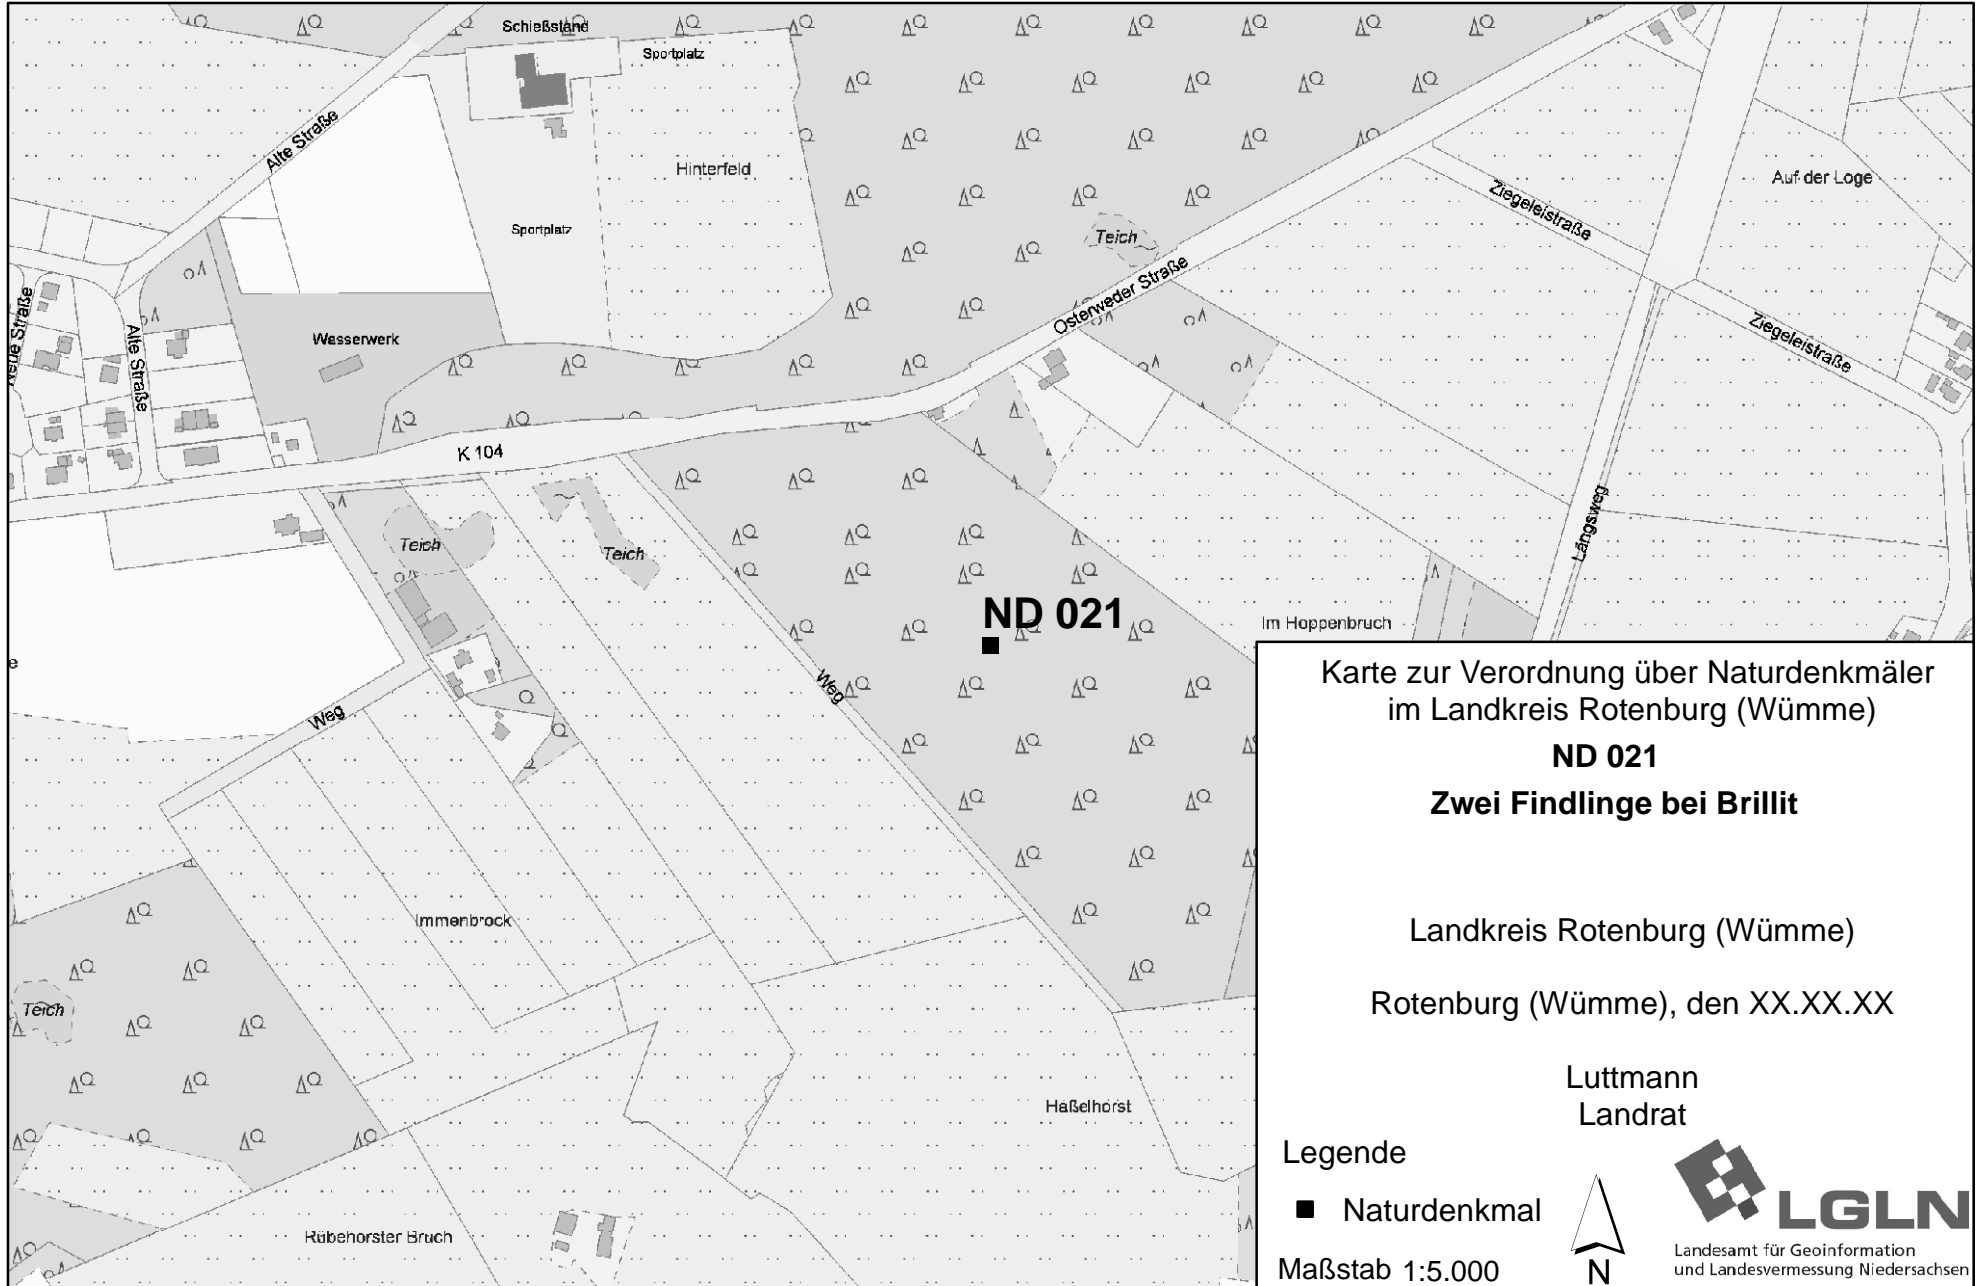 Schießstand
Sportplatz
Alte Straße
Hinterfeld
Auf der Loge
Ziegeleistraße
Sportplatz
Teich
Osterweder Straße
Neue Straße
Alte Straße
Wasserwerk
Ziegeleistraße
K 104
Längsweg
Teich
Teich
ND 021
Im Hoppenbruch
e
Weg
Weg
Immenbrock
Teich
Haßelhorst
Rübehorster Bruch
Karte zur Verordnung über Naturdenkmäler
im Landkreis Rotenburg (Wümme)
ND 021
Zwei Findlinge bei Brillit
Landkreis Rotenburg (Wümme)
Rotenburg (Wümme), den XX.XX.XX
Luttmann
Landrat
Legende
Naturdenkmal
Maßstab 1:5.000
N
LGLN
Landesamt für Geoinformation
und Landesvermessung Niedersachsen